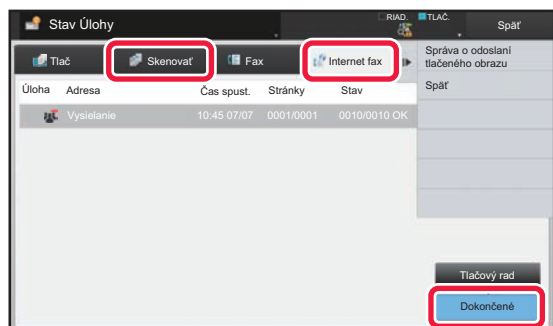 Stav Úlohy
RIAD.
TLAČ.
Späť
Tlač
Skenovať
Fax
Internet fax
Správa o odoslaní
tlačeného obrazu
Späť
Úloha Adresa Čas spust. Stránky Stav
Vysielanie 10:45 07/07 0001/0001 0010/0010 OK
Tlačový rad
Dokončené